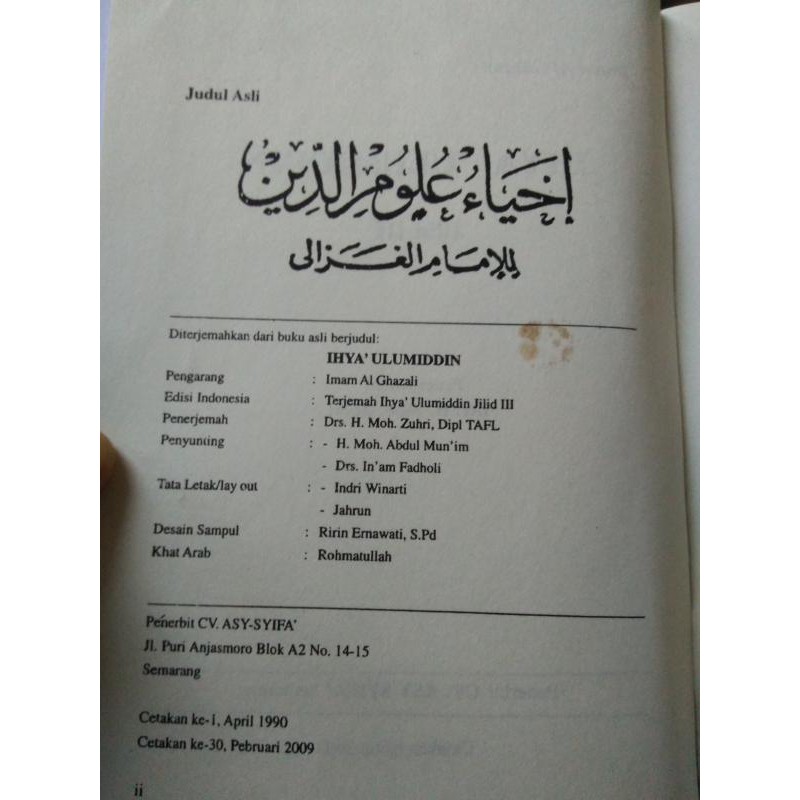 Judul Asli
إحياء علوم الدين
للإمام الغزالى
Diterjemahkan dari buku asli berjudul:
IHYA' ULUMIDDIN
Pengarang : Imam Al Ghazali
Edisi Indonesia : Terjemah Ihya' Ulumiddin Jilid III
Penerjemah : Drs. H. Moh. Zuhri, Dipl TAFL
Penyunting : - H. Moh. Abdul Mun'im
- Drs. In'am Fadholi
Tata Letak/lay out : - Indri Winarti
- Jahrun
Desain Sampul : Ririn Ernawati, S.Pd
Khat Arab : Rohmatullah
Penerbit CV. ASY-SYIFA'
Jl. Puri Anjasmoro Blok A2 No. 14-15
Semarang
Cetakan ke-1, April 1990
Cetakan ke-30, Pebruari 2009
ii